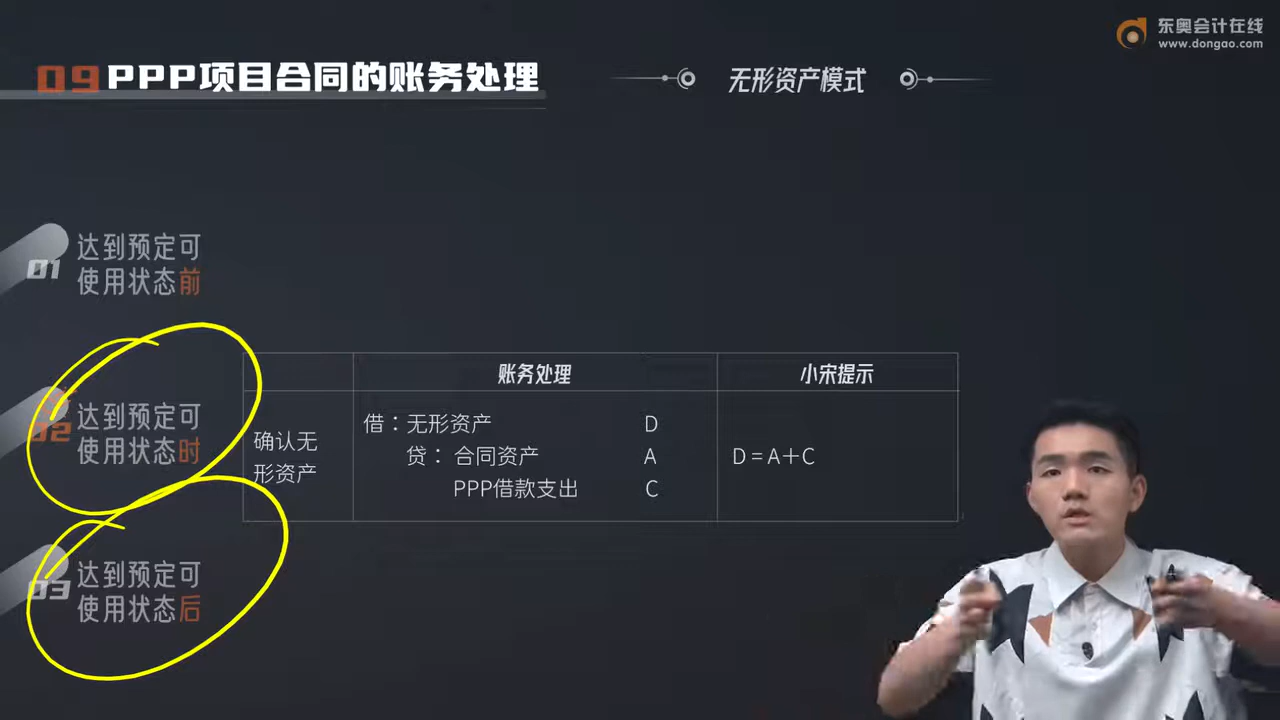 东奥会计在线
www.dongao.com
09 PPP项目合同的账务处理
无形资产模式
01 达到预定可
使用状态前
02 达到预定可
使用状态时
03 达到预定可
使用状态后
账务处理 小宋提示
确认无
形资产
借：无形资产 D
贷：合同资产 A
PPP借款支出 C
D=A+C